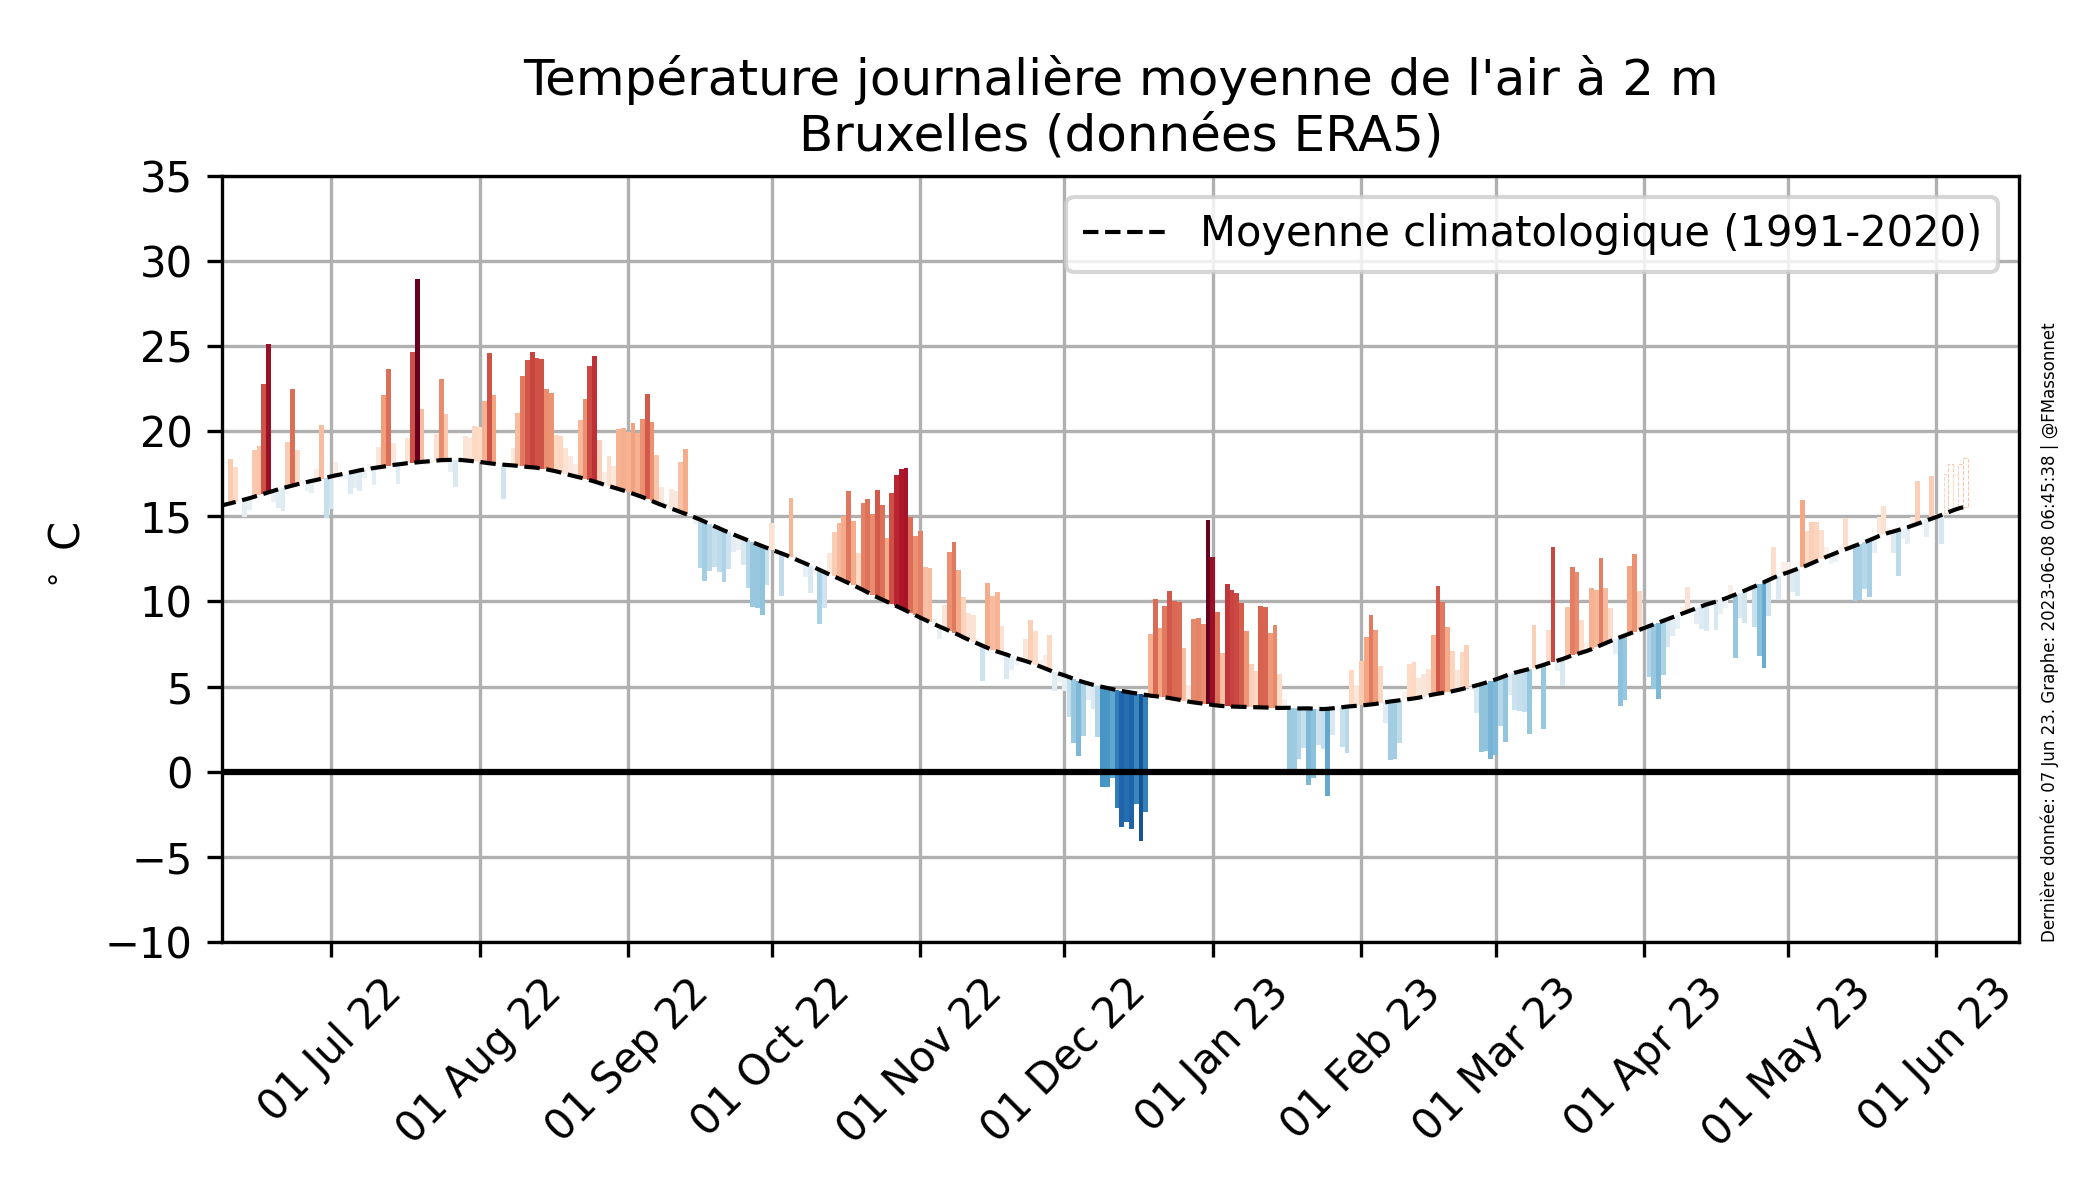 Température journalière moyenne de l'air à 2 m
Bruxelles (données ERA5)
Moyenne climatologique (1991-2020)
35
30
25
20
15
10
5
0
−5
−10
° C
01 Jul 22
01 Aug 22
01 Sep 22
01 Oct 22
01 Nov 22
01 Dec 22
01 Jan 23
01 Feb 23
01 Mar 23
01 Apr 23
01 May 23
01 Jun 23
Dernière donnée: 07 Jun 23. Graphe: 2023-06-08 06:45:38 | @FMassonnet